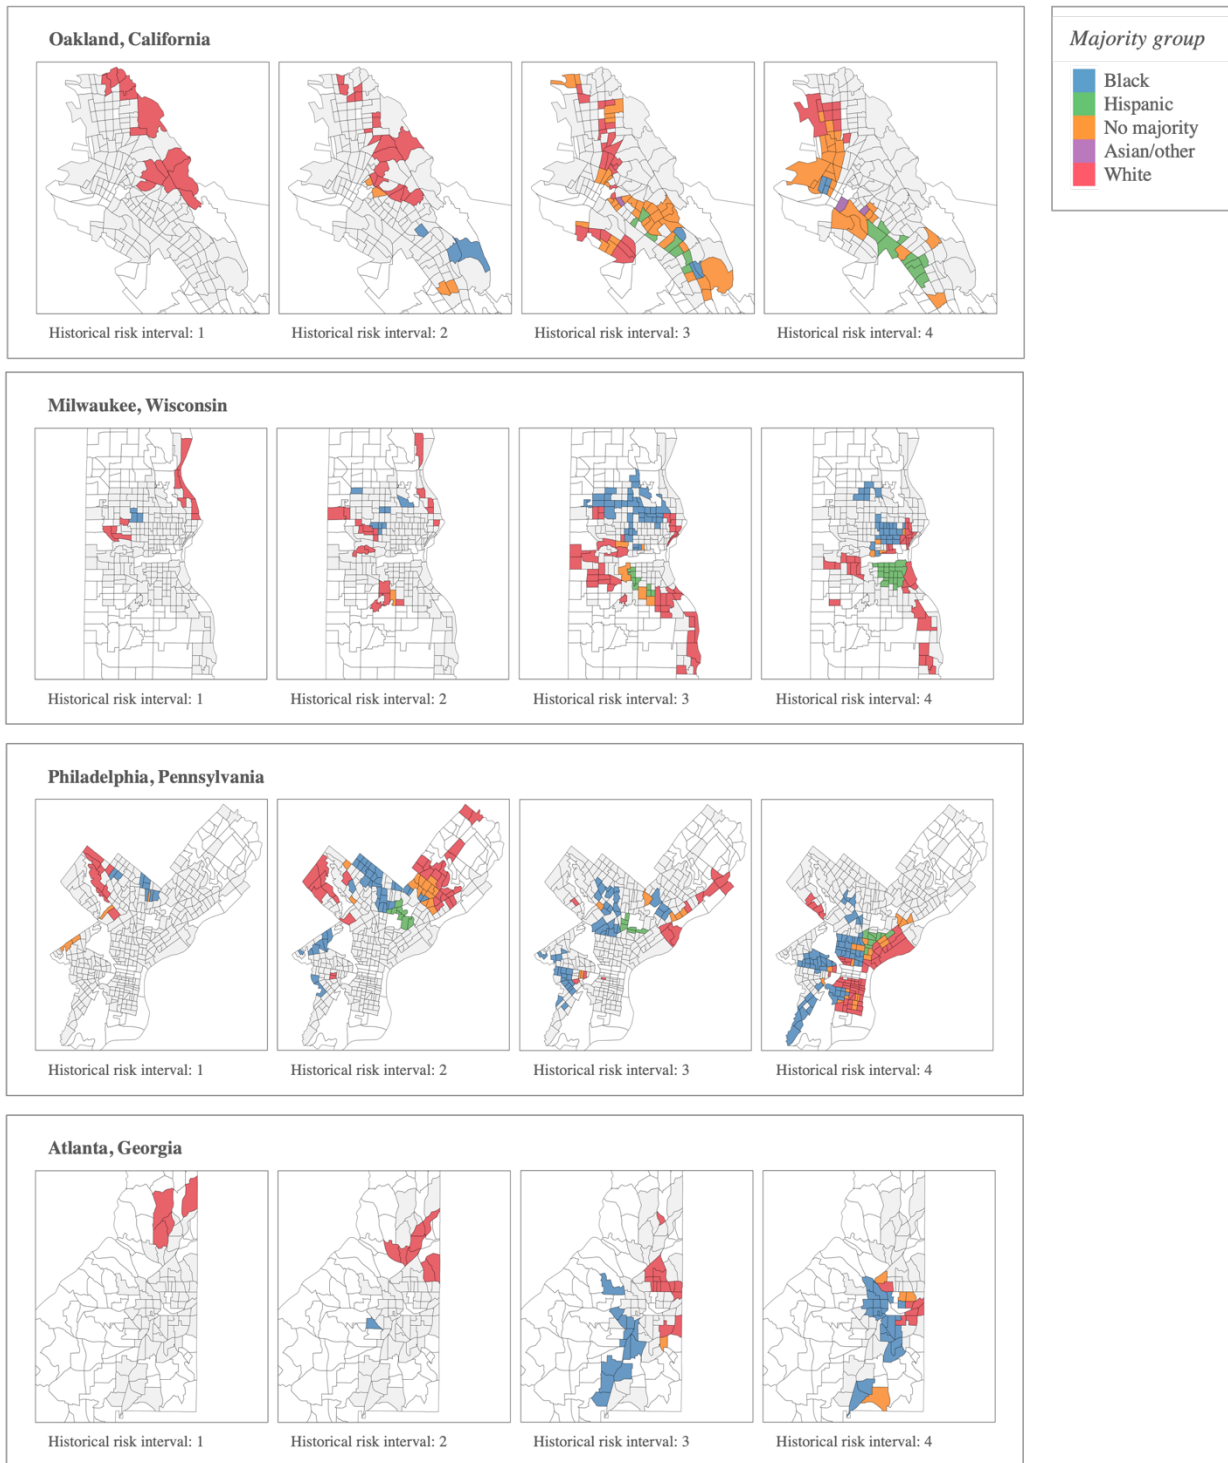 Oakland, California
Historical risk interval: 1
Historical risk interval: 2
Historical risk interval: 3
Historical risk interval: 4
Majority group
Black
Hispanic
No majority
Asian/other
White
Milwaukee, Wisconsin
Historical risk interval: 1
Historical risk interval: 2
Historical risk interval: 3
Historical risk interval: 4
Philadelphia, Pennsylvania
Historical risk interval: 1
Historical risk interval: 2
Historical risk interval: 3
Historical risk interval: 4
Atlanta, Georgia
Historical risk interval: 1
Historical risk interval: 2
Historical risk interval: 3
Historical risk interval: 4